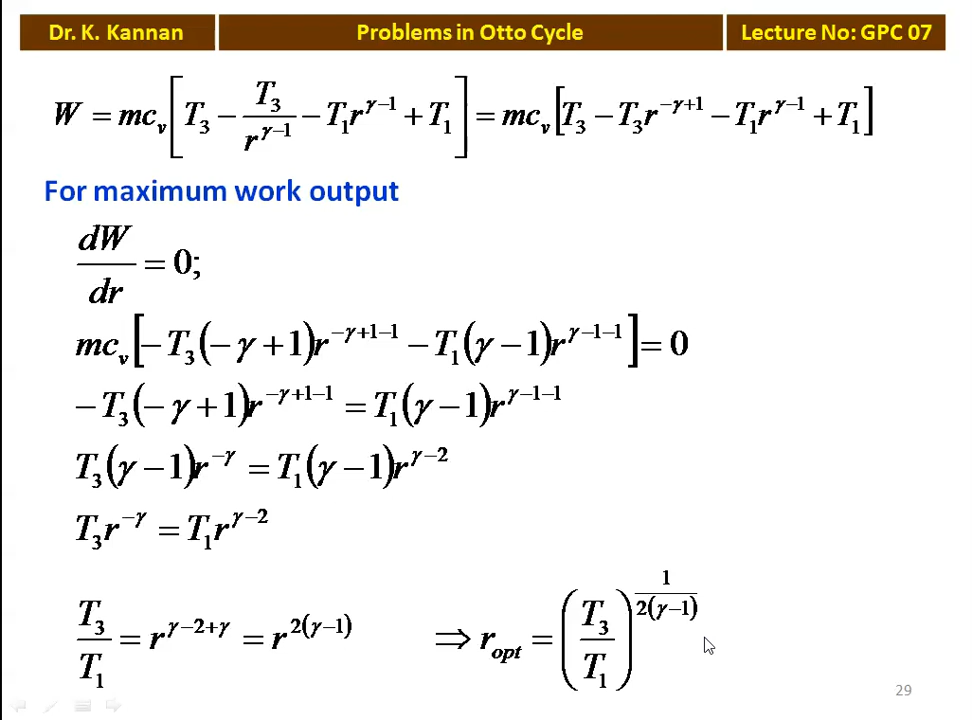 Dr. K. Kannan Problems in Otto Cycle Lecture No: GPC 07
W = mc_v [T_3 − T_3/r^{γ−1} − T_1 r^{γ−1} + T_1] = mc_v [T_3 − T_3 r^{−γ+1} − T_1 r^{γ−1} + T_1]
For maximum work output
dW/dr = 0;
mc_v [−T_3(−γ + 1)r^{−γ+1−1} − T_1(γ − 1)r^{γ−1−1}] = 0
−T_3(−γ + 1)r^{−γ+1−1} = T_1(γ − 1)r^{γ−1−1}
T_3(γ − 1)r^{−γ} = T_1(γ − 1)r^{γ−2}
T_3 r^{−γ} = T_1 r^{γ−2}
T_3/T_1 = r^{γ−2+γ} = r^{2(γ−1)} ⇒ r_{opt} = (T_3/T_1)^{1/2(γ−1)}
29